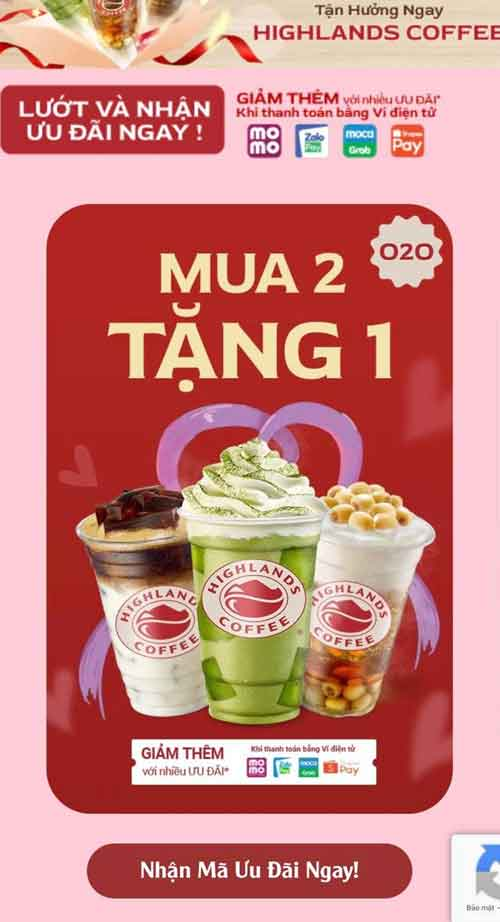 Tận Hưởng Ngay
HIGHLANDS COFFEE
LƯỚT VÀ NHẬN
ƯU ĐÃI NGAY !
GIẢM THÊM với nhiều ƯU ĐÃI*
Khi thanh toán bằng Ví điện tử
mo mo Zalo Pay moca Grab Shopee Pay
O2O
MUA 2
TẶNG 1
HIGHLANDS COFFEE
HIGHLANDS COFFEE
HIGHLANDS COFFEE
GIẢM THÊM
với nhiều ƯU ĐÃI*
Khi thanh toán bằng Ví điện tử
mo mo Zalo Pay moca Grab Pay
Nhận Mã Ưu Đãi Ngay!
Bảo mật -